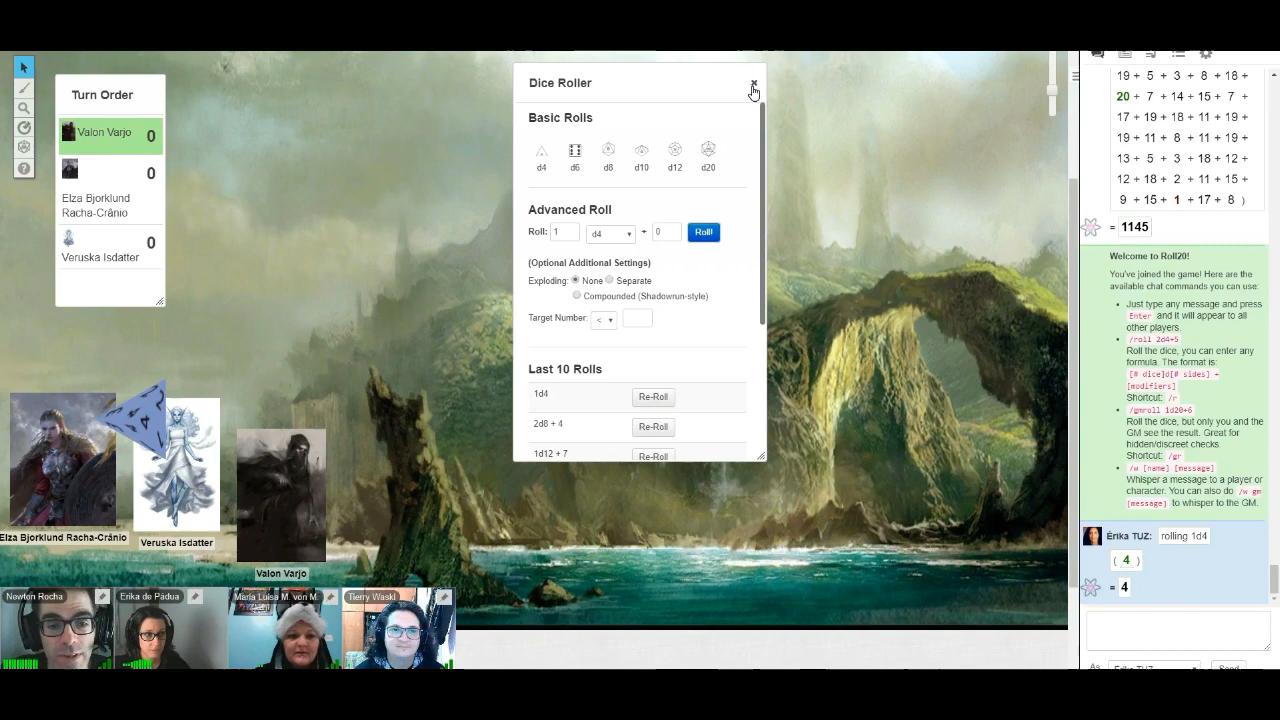 Turn Order
Valon Varjo 0
0
Elza Bjorklund
Racha-Crânio
0
Veruska Isdatter
Dice Roller
×
Basic Rolls
d4 d6 d8 d10 d12 d20
Advanced Roll
Roll: 1 d4 + 0 Roll!
(Optional Additional Settings)
Exploding: None Separate
Compounded (Shadowrun-style)
Target Number: <
Last 10 Rolls
1d4 Re-Roll
2d8 + 4 Re-Roll
1d12 + 7 Re-Roll
Elza Bjorklund Racha-Crânio
Veruska Isdatter
Valon Varjo
Newton Rocha
Erika de Pádua
Maria Luisa M. von M.
Tierry Waskl
19 + 5 + 3 + 8 + 18 +
20 + 7 + 14 + 15 + 7 +
17 + 19 + 18 + 11 + 19 +
19 + 11 + 8 + 11 + 19 +
13 + 5 + 3 + 18 + 12 +
12 + 18 + 2 + 11 + 15 +
9 + 15 + 1 + 17 + 8 )
= 1145
Welcome to Roll20!
You've joined the game! Here are the
available chat commands you can use:
Just type any message and press
Enter and it will appear to all
other players.
/roll 2d4+5
Roll the dice, you can enter any
formula. The format is:
[# dice]d[# sides] +
[modifiers]
Shortcut: /r
/gmroll 1d20+6
Roll the dice, but only you and the
GM see the result. Great for
hidden/discreet checks.
Shortcut: /gr
/w [name] [message]
Whisper a message to a player or
character. You can also do /w gm
[message] to whisper to the GM.
Érika TUZ: rolling 1d4
( 4 )
= 4
As: Érika TUZ Send